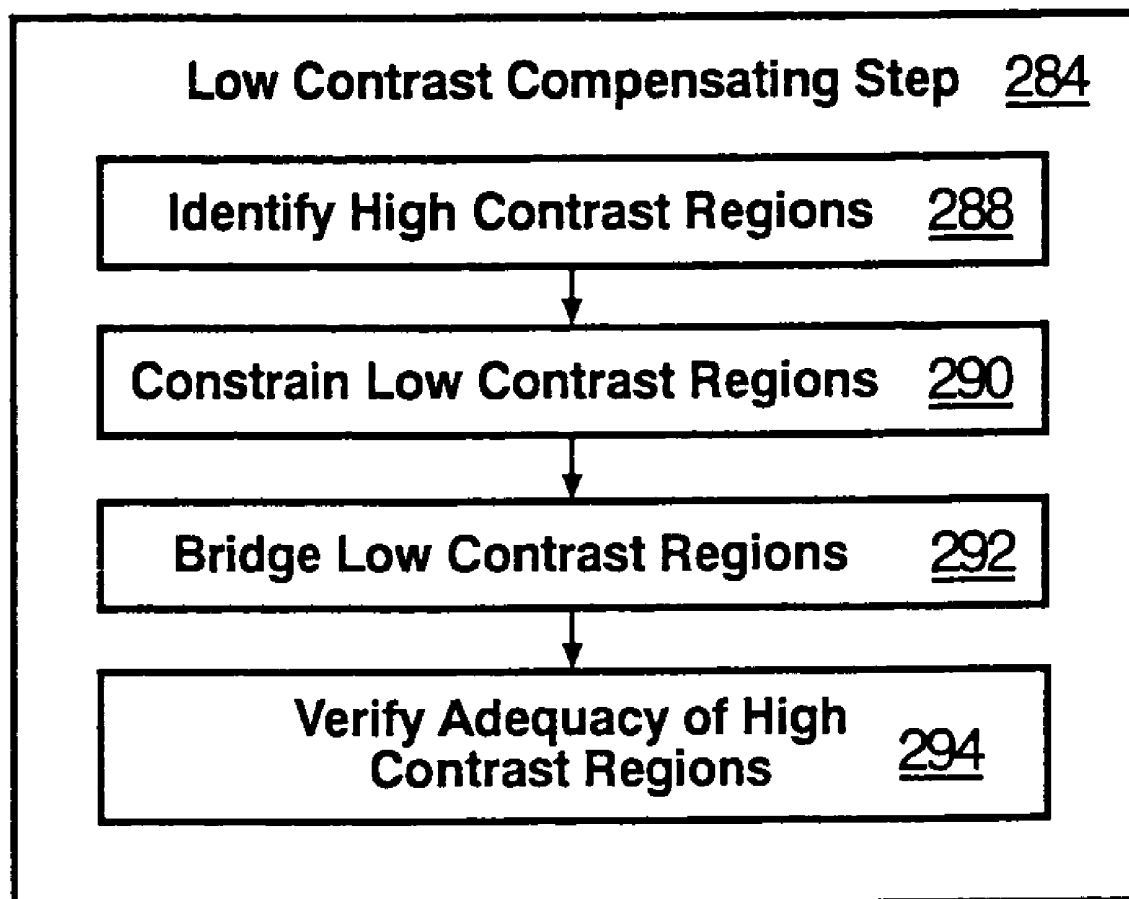 Low Contrast Compensating Step 284
Identify High Contrast Regions 288
Constrain Low Contrast Regions 290
Bridge Low Contrast Regions 292
Verify Adequacy of High
Contrast Regions 294